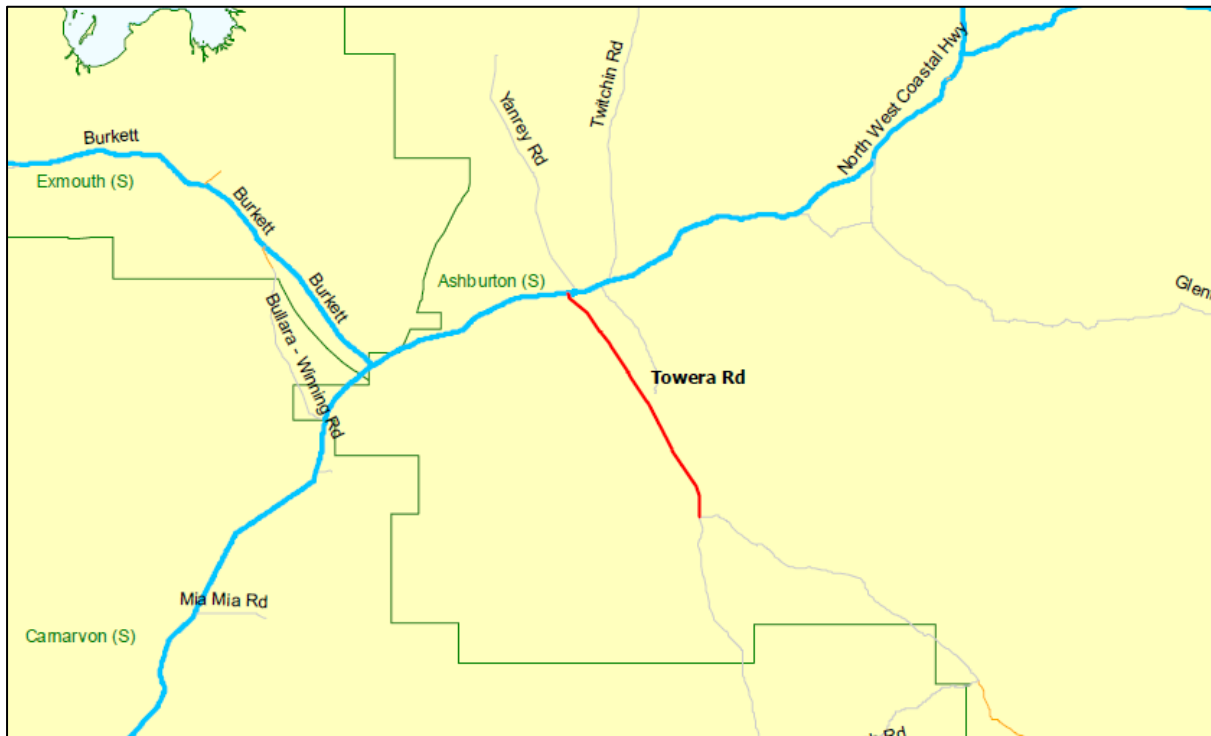 Burkett
Exmouth (S)
Burkett
Burkett
Bullara - Winning Rd
Yanrey Rd
Twitchin Rd
North West Coastal Hwy
Ashburton (S)
Towera Rd
Mia Mia Rd
Carnarvon (S)
Rd